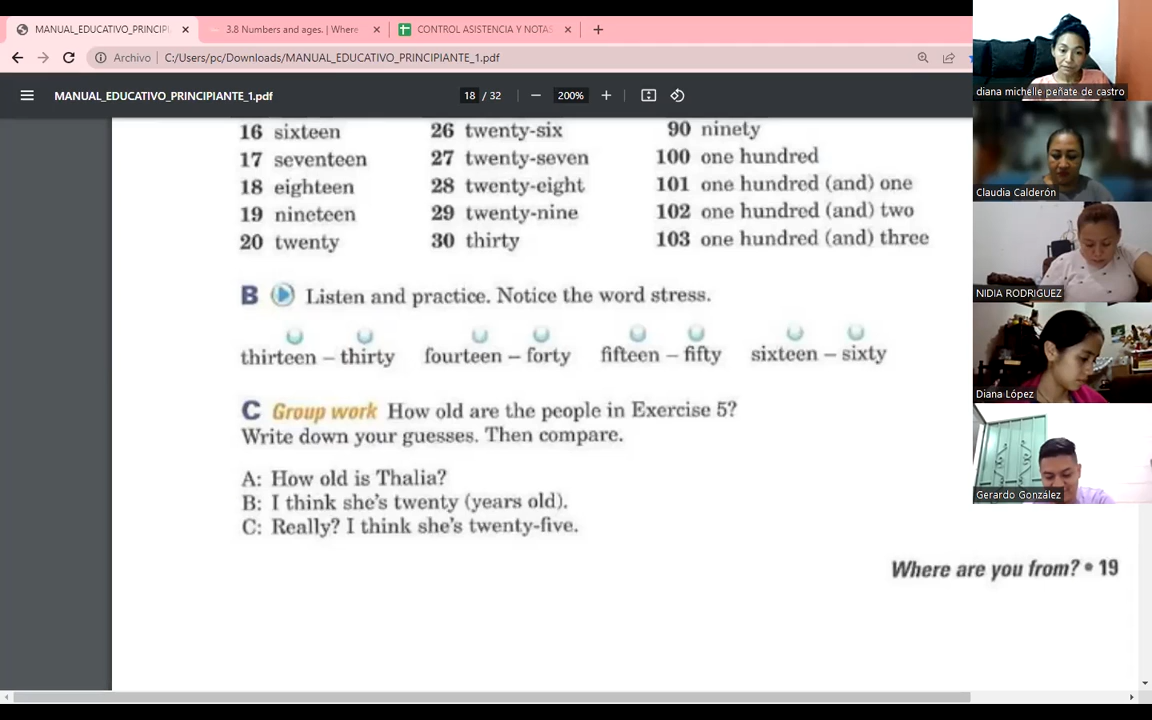 MANUAL_EDUCATIVO_PRINCIPI
3.8 Numbers and ages. | Where
CONTROL ASISTENCIA Y NOTAS
Archivo
C:/Users/pc/Downloads/MANUAL_EDUCATIVO_PRINCIPIANTE_1.pdf
MANUAL_EDUCATIVO_PRINCIPIANTE_1.pdf
18 / 32
200%
16 sixteen 26 twenty-six 90 ninety
17 seventeen 27 twenty-seven 100 one hundred
18 eighteen 28 twenty-eight 101 one hundred (and) one
19 nineteen 29 twenty-nine 102 one hundred (and) two
20 twenty 30 thirty 103 one hundred (and) three
B Listen and practice. Notice the word stress.
thirteen – thirty fourteen – forty fifteen – fifty sixteen – sixty
C Group work How old are the people in Exercise 5?
Write down your guesses. Then compare.
A: How old is Thalia?
B: I think she's twenty (years old).
C: Really? I think she's twenty-five.
Where are you from? • 19
diana michelle peñate de castro
Claudia Calderón
NIDIA RODRIGUEZ
Diana López
Gerardo González